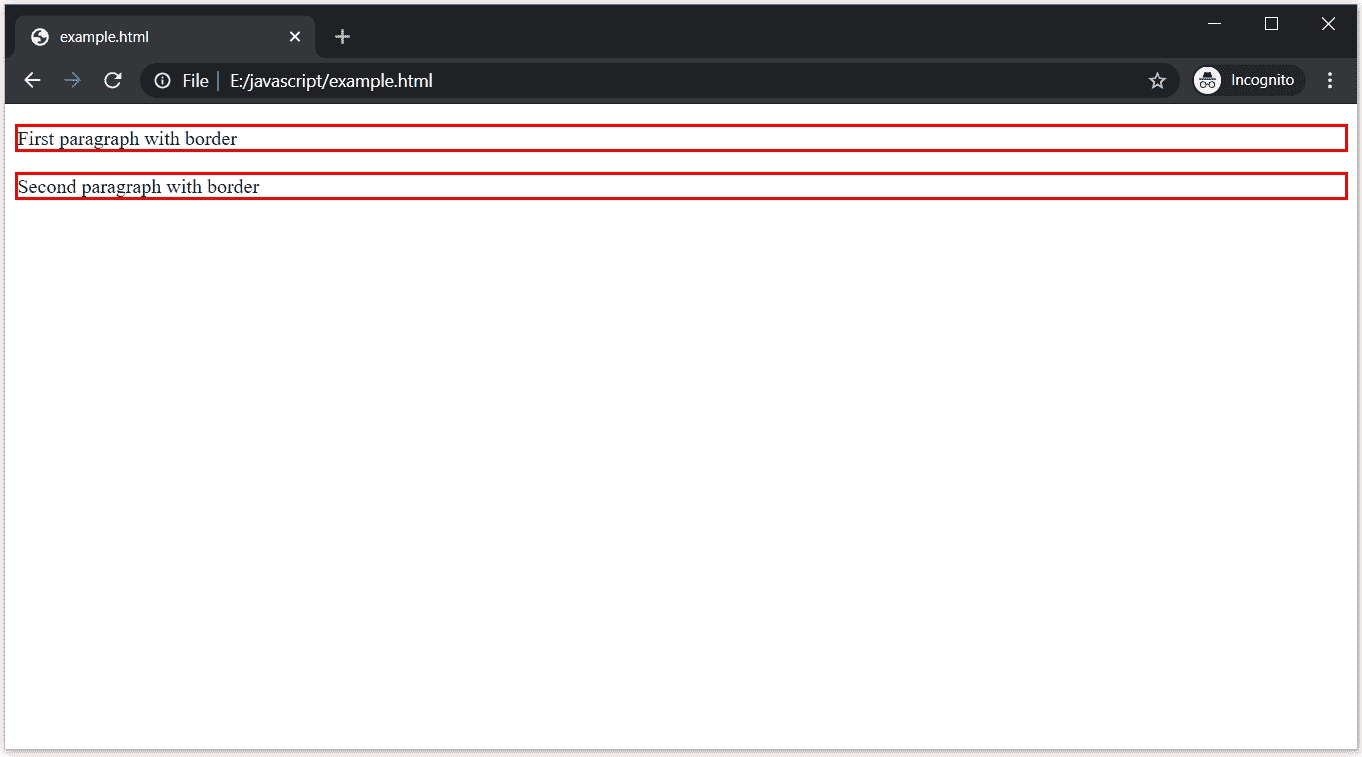 example.html
File E:/javascript/example.html Incognito
First paragraph with border
Second paragraph with border